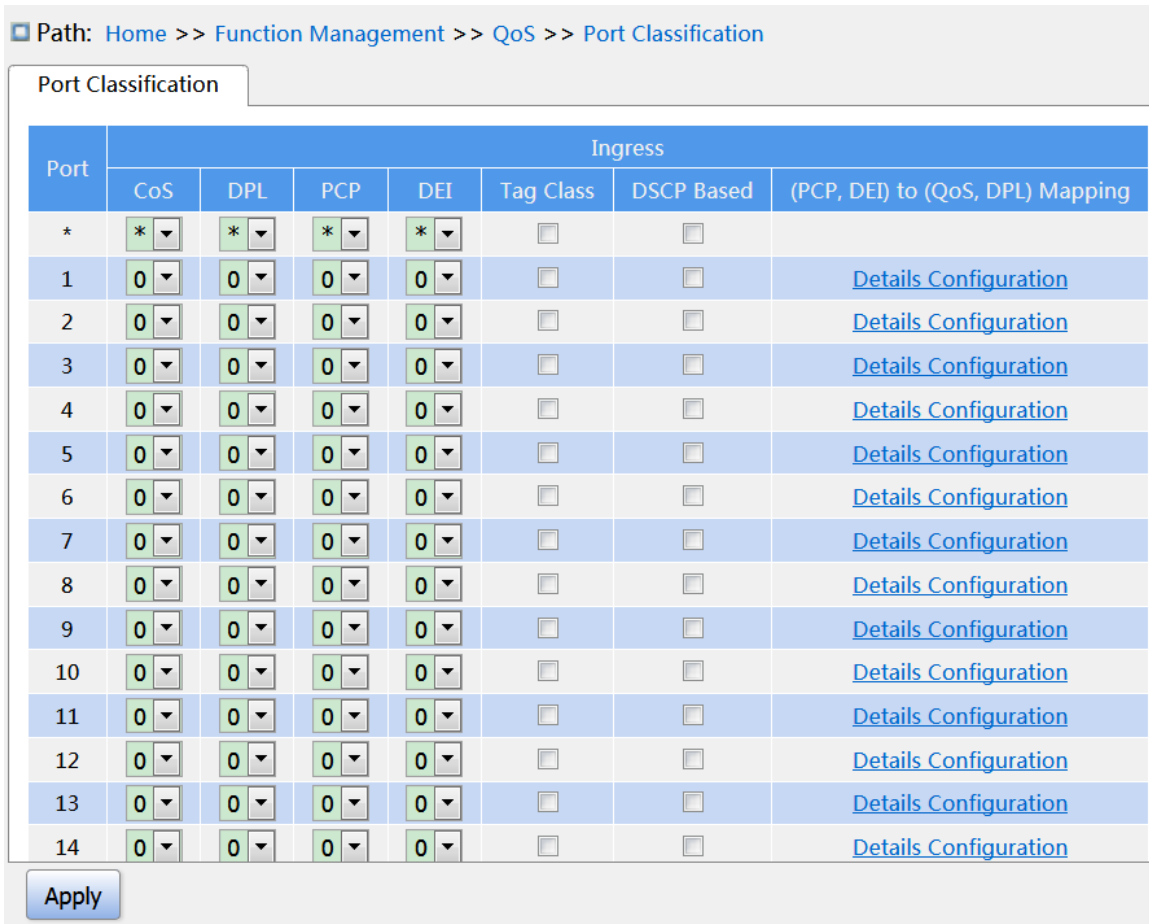 Path: Home >> Function Management >> QoS >> Port Classification
Port Classification
Port Ingress
CoS DPL PCP DEI Tag Class DSCP Based (PCP, DEI) to (QoS, DPL) Mapping
* * * * *
1 0 0 0 0 Details Configuration
2 0 0 0 0 Details Configuration
3 0 0 0 0 Details Configuration
4 0 0 0 0 Details Configuration
5 0 0 0 0 Details Configuration
6 0 0 0 0 Details Configuration
7 0 0 0 0 Details Configuration
8 0 0 0 0 Details Configuration
9 0 0 0 0 Details Configuration
10 0 0 0 0 Details Configuration
11 0 0 0 0 Details Configuration
12 0 0 0 0 Details Configuration
13 0 0 0 0 Details Configuration
14 0 0 0 0 Details Configuration
Apply